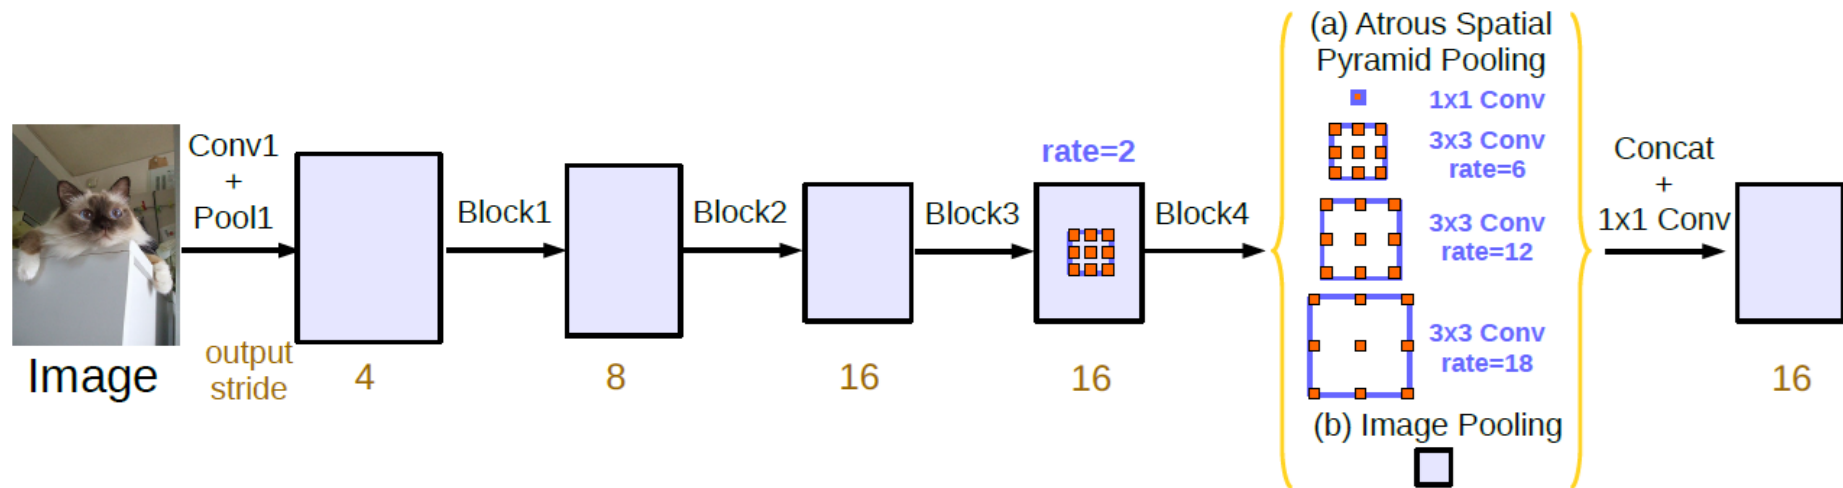 (a) Atrous Spatial
Pyramid Pooling
1x1 Conv
3x3 Conv
rate=6
3x3 Conv
rate=12
3x3 Conv
rate=18
(b) Image Pooling
Conv1
+
Pool1
Block1
Block2
Block3
rate=2
Block4
Concat
+
1x1 Conv
Image
output
stride
4
8
16
16
16